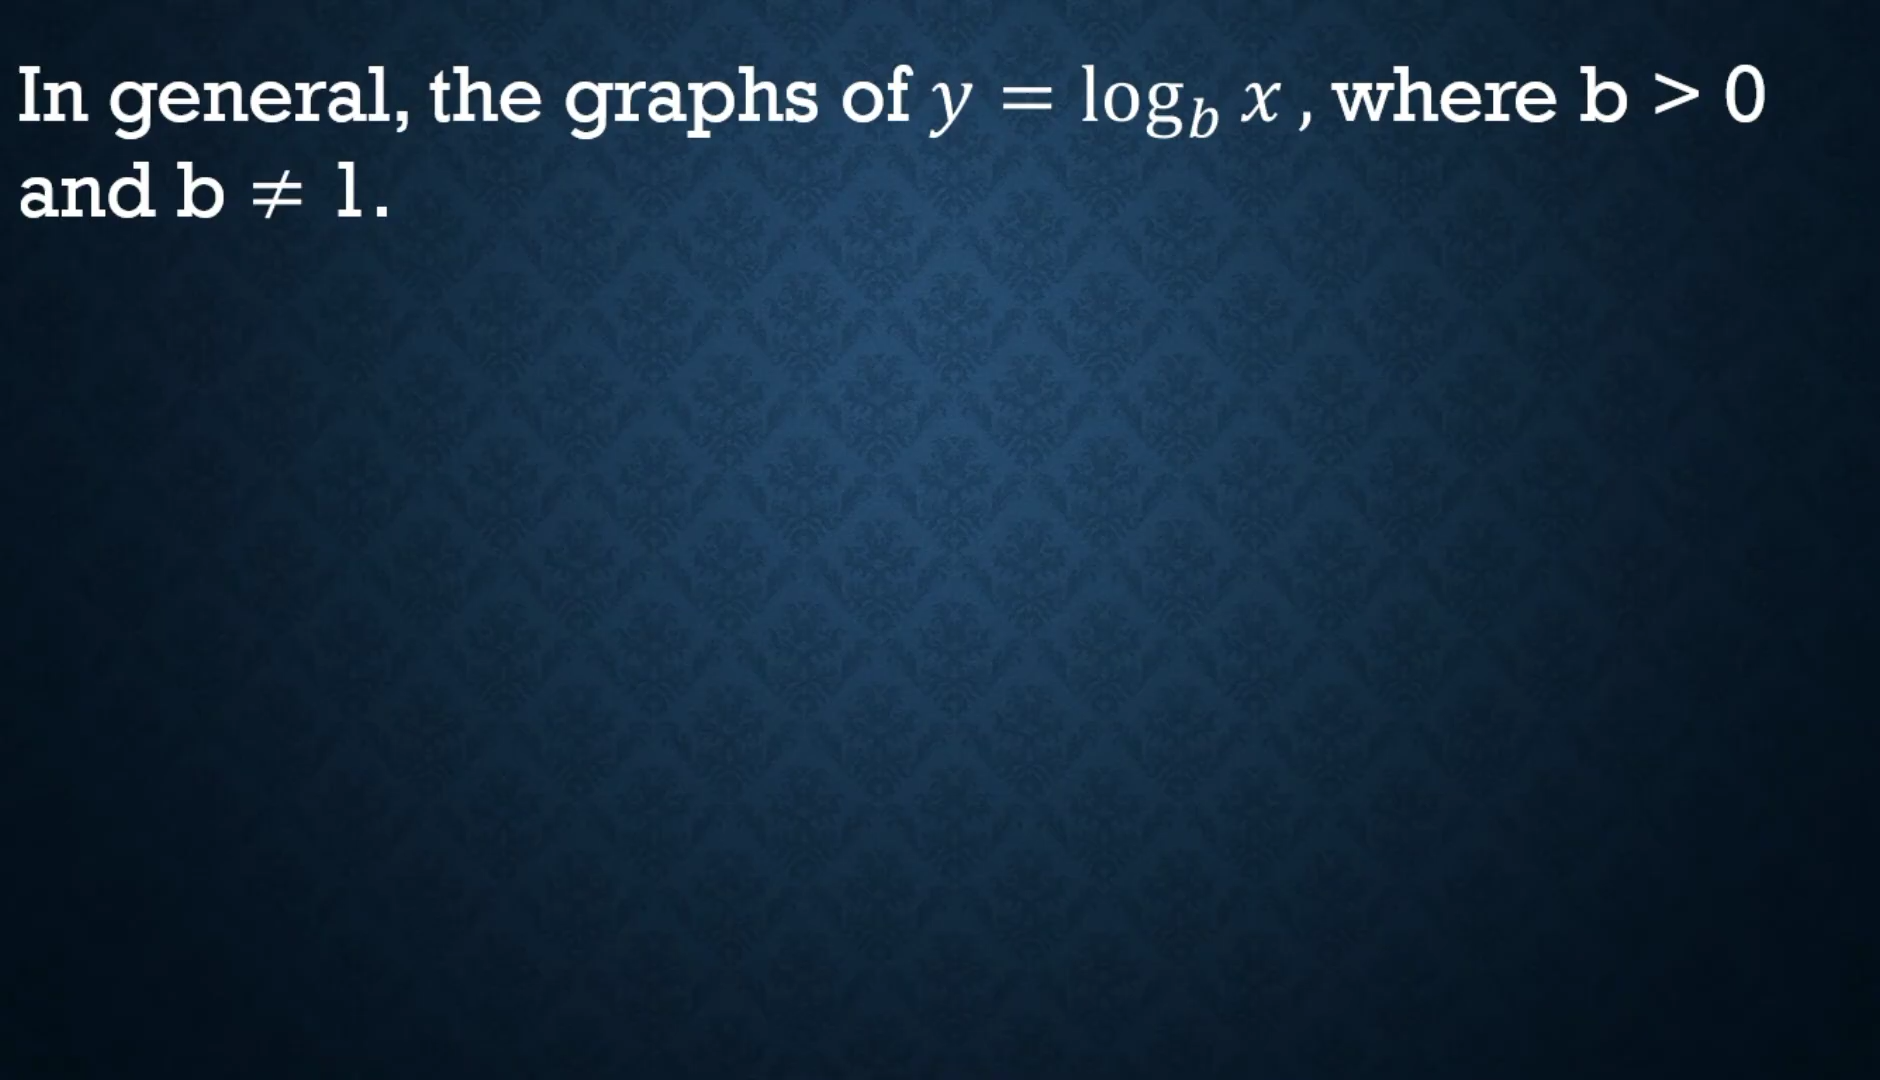 In general, the graphs of y = log_b x , where b > 0
and b ≠ 1.